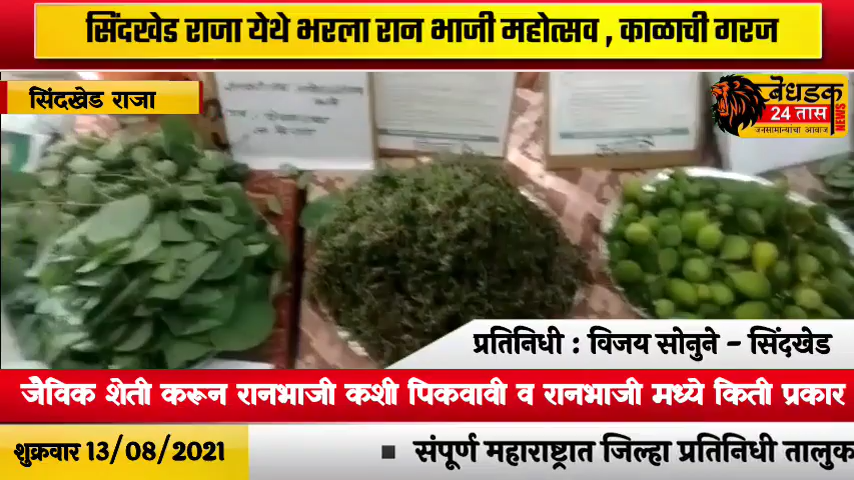 सिंदखेड राजा येथे भरला रान भाजी महोत्सव , काळाची गरज
सिंदखेड राजा
बेधडक
24 तास
NEWS
जनसामान्यांचा आवाज
प्रतिनिधी : विजय सोनुने - सिंदखेड
जैविक शेती करून रानभाजी कशी पिकवावी व रानभाजी मध्ये किती प्रकार
शुक्रवार 13/08/2021
■ संपूर्ण महाराष्ट्रात जिल्हा प्रतिनिधी तालुक